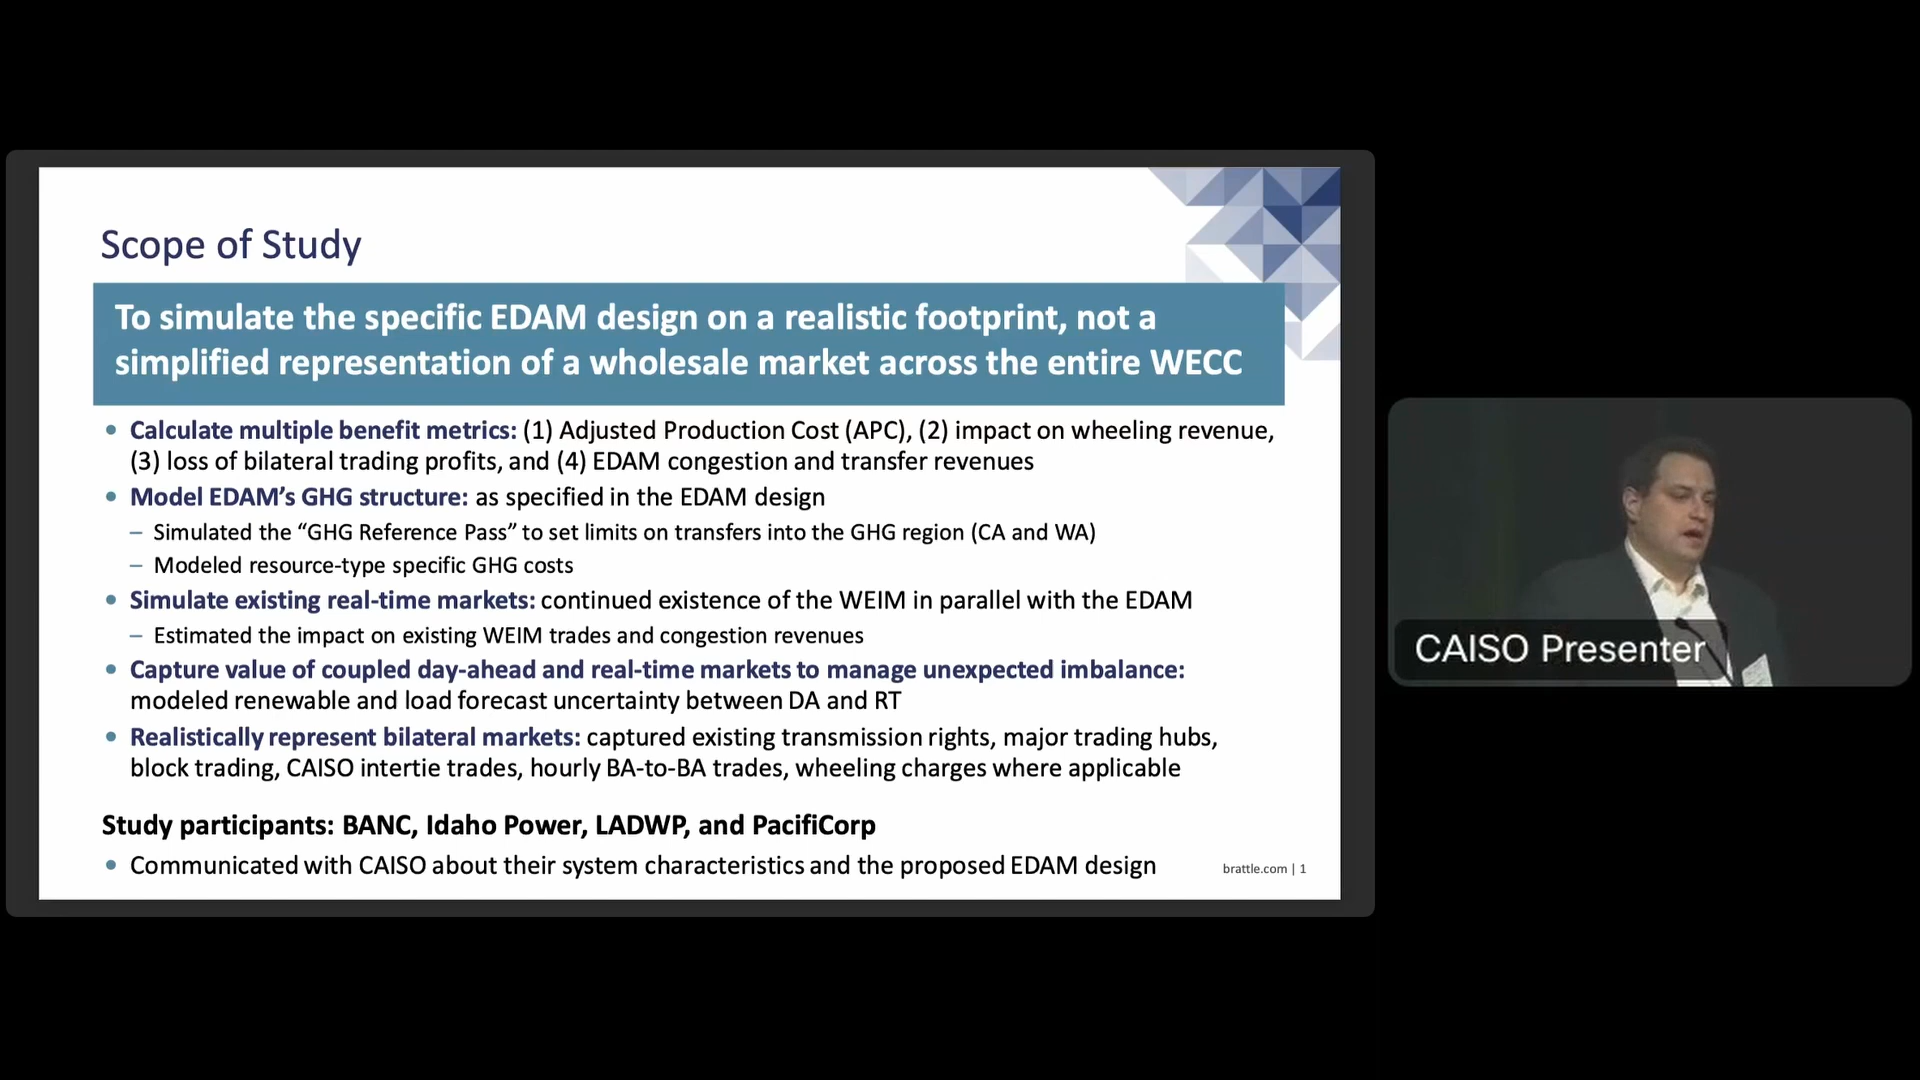 Scope of Study
To simulate the specific EDAM design on a realistic footprint, not a
simplified representation of a wholesale market across the entire WECC
• Calculate multiple benefit metrics: (1) Adjusted Production Cost (APC), (2) impact on wheeling revenue,
(3) loss of bilateral trading profits, and (4) EDAM congestion and transfer revenues
• Model EDAM’s GHG structure: as specified in the EDAM design
– Simulated the “GHG Reference Pass” to set limits on transfers into the GHG region (CA and WA)
– Modeled resource-type specific GHG costs
• Simulate existing real-time markets: continued existence of the WEIM in parallel with the EDAM
– Estimated the impact on existing WEIM trades and congestion revenues
• Capture value of coupled day-ahead and real-time markets to manage unexpected imbalance:
modeled renewable and load forecast uncertainty between DA and RT
• Realistically represent bilateral markets: captured existing transmission rights, major trading hubs,
block trading, CAISO intertie trades, hourly BA-to-BA trades, wheeling charges where applicable
Study participants: BANC, Idaho Power, LADWP, and PacifiCorp
• Communicated with CAISO about their system characteristics and the proposed EDAM design
brattle.com | 1
CAISO Presenter